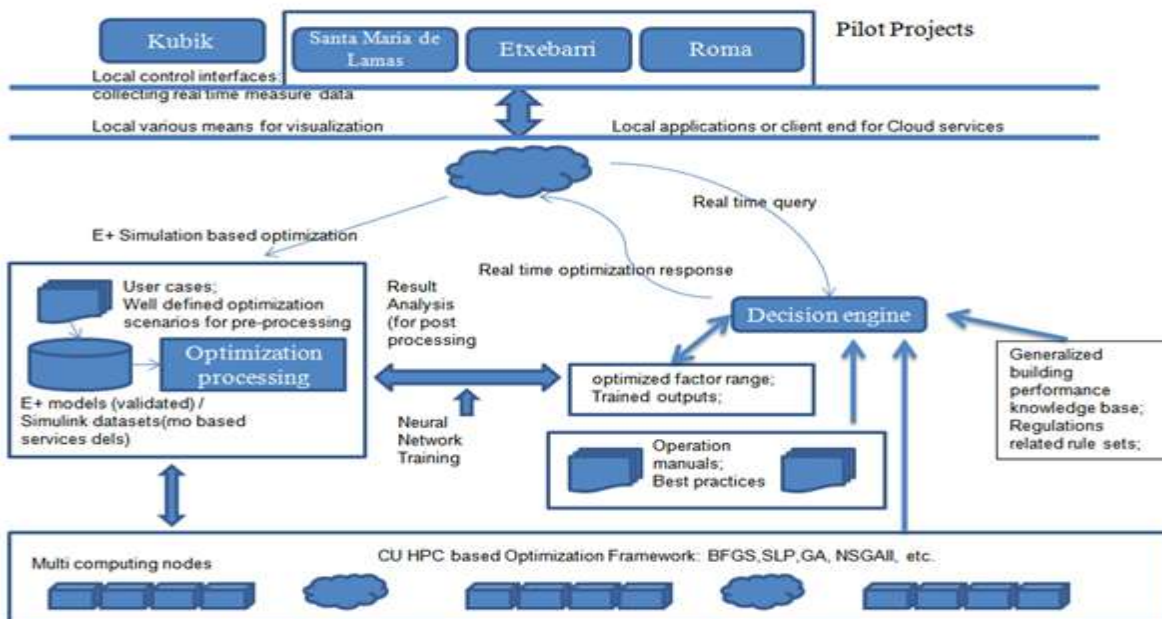 Kubik
Santa Maria de
Lamas
Etxebarri
Roma
Pilot Projects
Local control interfaces:
collecting real time measure data
Local various means for visualization
Local applications or client end for Cloud services
Real time query
E+ Simulation based optimization
Real time optimization response
User cases;
Well defined optimization
scenarios for pre-processing
Optimization
processing
E+ models (validated) /
Simulink datasets(mo based
services dels)
Result
Analysis
(for post
processing
Neural
Network
Training
Decision engine
optimized factor range;
Trained outputs;
Operation
manuals;
Best practices
Generalized
building
performance
knowledge base;
Regulations
related rule sets;
CU HPC based Optimization Framework: BFGS,SLP,GA, NSGAII, etc.
Multi computing nodes